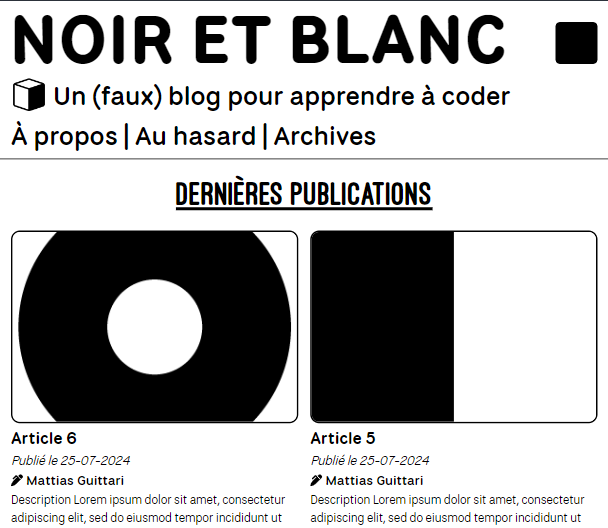 NOIR ET BLANC
Un (faux) blog pour apprendre à coder
À propos | Au hasard | Archives
DERNIÈRES PUBLICATIONS
Article 6
Publié le 25-07-2024
Mattias Guittari
Description Lorem ipsum dolor sit amet, consectetur
adipiscing elit, sed do eiusmod tempor incididunt ut
Article 5
Publié le 25-07-2024
Mattias Guittari
Description Lorem ipsum dolor sit amet, consectetur
adipiscing elit, sed do eiusmod tempor incididunt ut